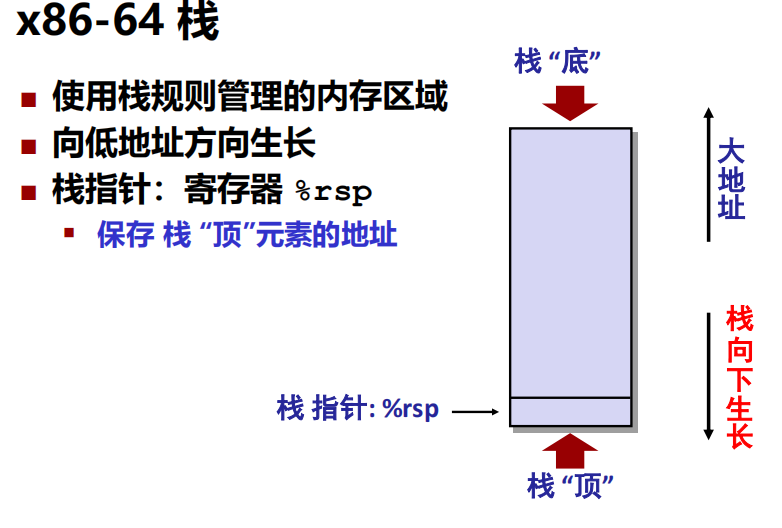 x86-64 栈
使用栈规则管理的内存区域
向低地址方向生长
栈指针：寄存器 %rsp
保存 栈 “顶”元素的地址
栈 “底”
大地址
栈向下生长
栈 指针: %rsp
栈 “顶”